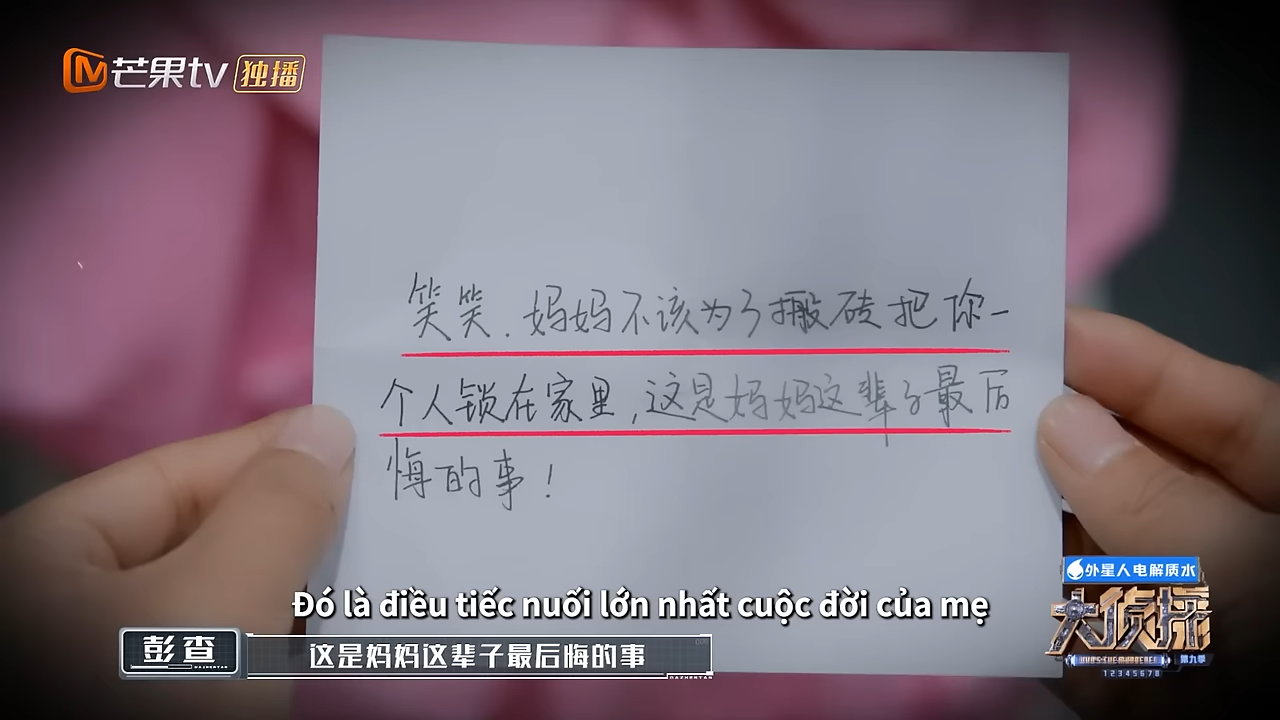 芒果tv 独播
笑笑.妈妈不该为了搬砖把你一
个人锁在家里,这是妈妈这辈子最后
悔的事!
Đó là điều tiếc nuối lớn nhất cuộc đời của mẹ
彭查
这是妈妈这辈子最后悔的事
外星人电解质水
大侦探
第九季
12345678